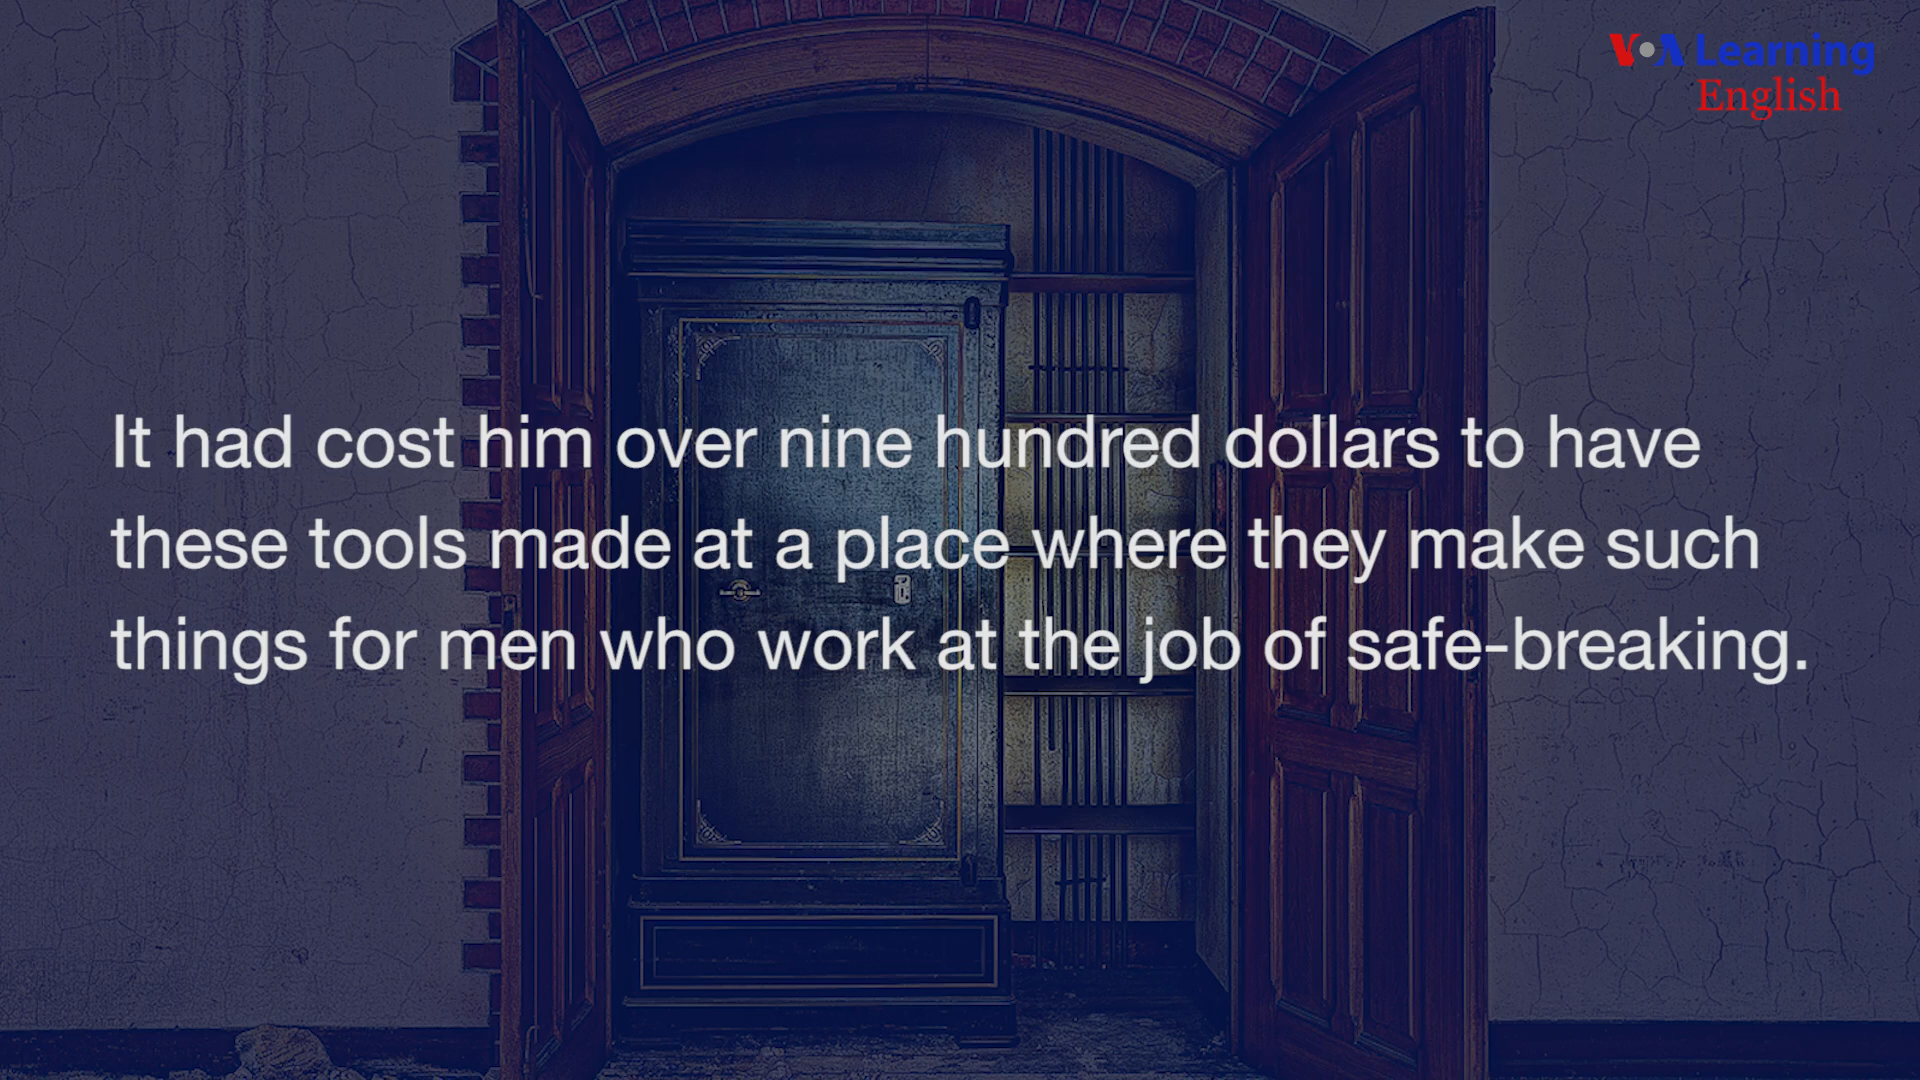 VOA Learning
English
It had cost him over nine hundred dollars to have
these tools made at a place where they make such
things for men who work at the job of safe-breaking.